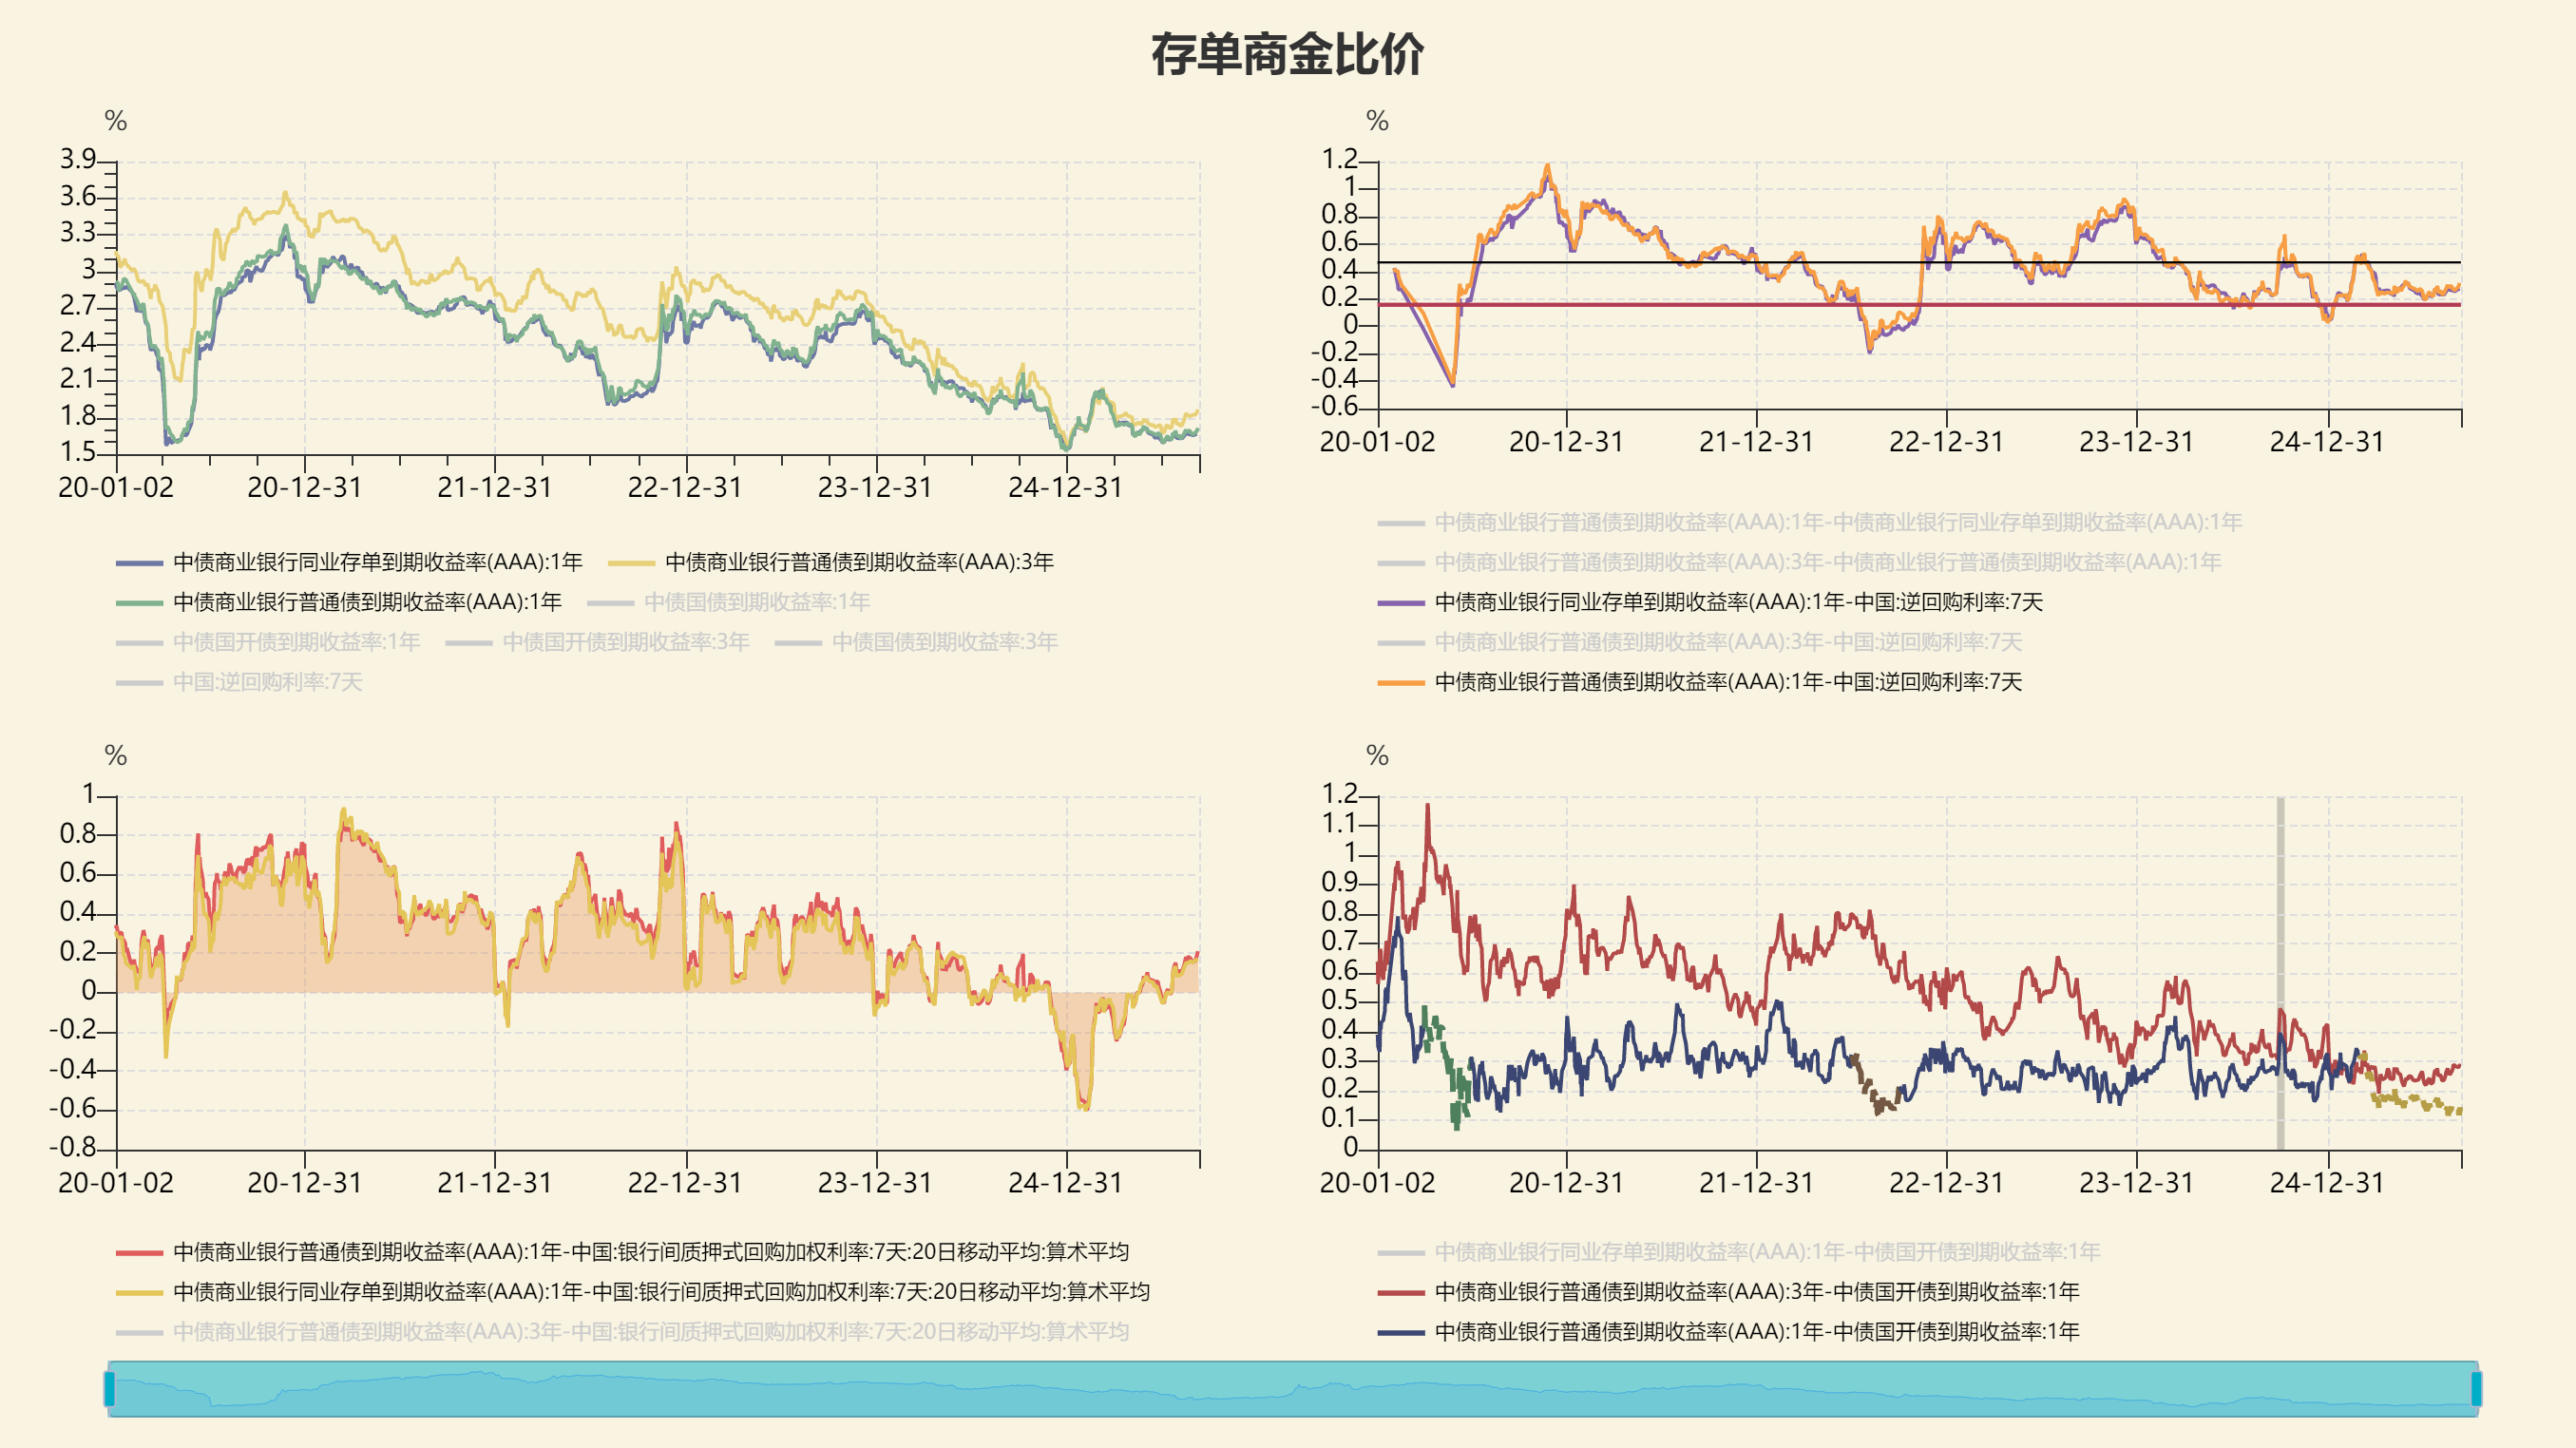 存单商金比价
%
3.9
3.6
3.3
3
2.7
2.4
2.1
1.8
1.5
20-01-02 20-12-31 21-12-31 22-12-31 23-12-31 24-12-31
中债商业银行同业存单到期收益率(AAA):1年 中债商业银行普通债到期收益率(AAA):3年
中债商业银行普通债到期收益率(AAA):1年 中债国债到期收益率:1年
中债国开债到期收益率:1年 中债国开债到期收益率:3年 中债国债到期收益率:3年
中国:逆回购利率:7天
%
1.2
1
0.8
0.6
0.4
0.2
0
-0.2
-0.4
-0.6
20-01-02 20-12-31 21-12-31 22-12-31 23-12-31 24-12-31
中债商业银行普通债到期收益率(AAA):1年-中债商业银行同业存单到期收益率(AAA):1年
中债商业银行普通债到期收益率(AAA):3年-中债商业银行普通债到期收益率(AAA):1年
中债商业银行同业存单到期收益率(AAA):1年-中国:逆回购利率:7天
中债商业银行普通债到期收益率(AAA):3年-中国:逆回购利率:7天
中债商业银行普通债到期收益率(AAA):1年-中国:逆回购利率:7天
%
1
0.8
0.6
0.4
0.2
0
-0.2
-0.4
-0.6
-0.8
20-01-02 20-12-31 21-12-31 22-12-31 23-12-31 24-12-31
中债商业银行普通债到期收益率(AAA):1年-中国:银行间质押式回购加权利率:7天:20日移动平均:算术平均
中债商业银行同业存单到期收益率(AAA):1年-中国:银行间质押式回购加权利率:7天:20日移动平均:算术平均
中债商业银行普通债到期收益率(AAA):3年-中国:银行间质押式回购加权利率:7天:20日移动平均:算术平均
%
1.2
1.1
1
0.9
0.8
0.7
0.6
0.5
0.4
0.3
0.2
0.1
0
20-01-02 20-12-31 21-12-31 22-12-31 23-12-31 24-12-31
中债商业银行同业存单到期收益率(AAA):1年-中债国开债到期收益率:1年
中债商业银行普通债到期收益率(AAA):3年-中债国开债到期收益率:1年
中债商业银行普通债到期收益率(AAA):1年-中债国开债到期收益率:1年